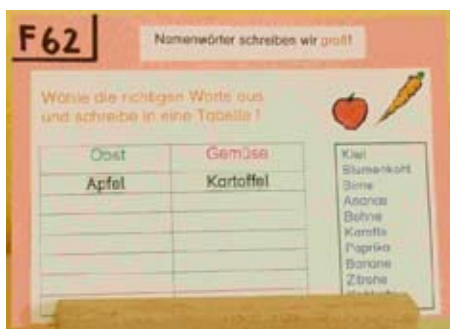 F62
Namenwörter schreiben wir groß!
Wähle die richtigen Worte aus
und schreibe in eine Tabelle!
Obst Gemüse
Apfel Kartoffel
Kiwi
Blumenkohl
Birne
Ananas
Bohne
Karotte
Paprika
Banane
Zitrone